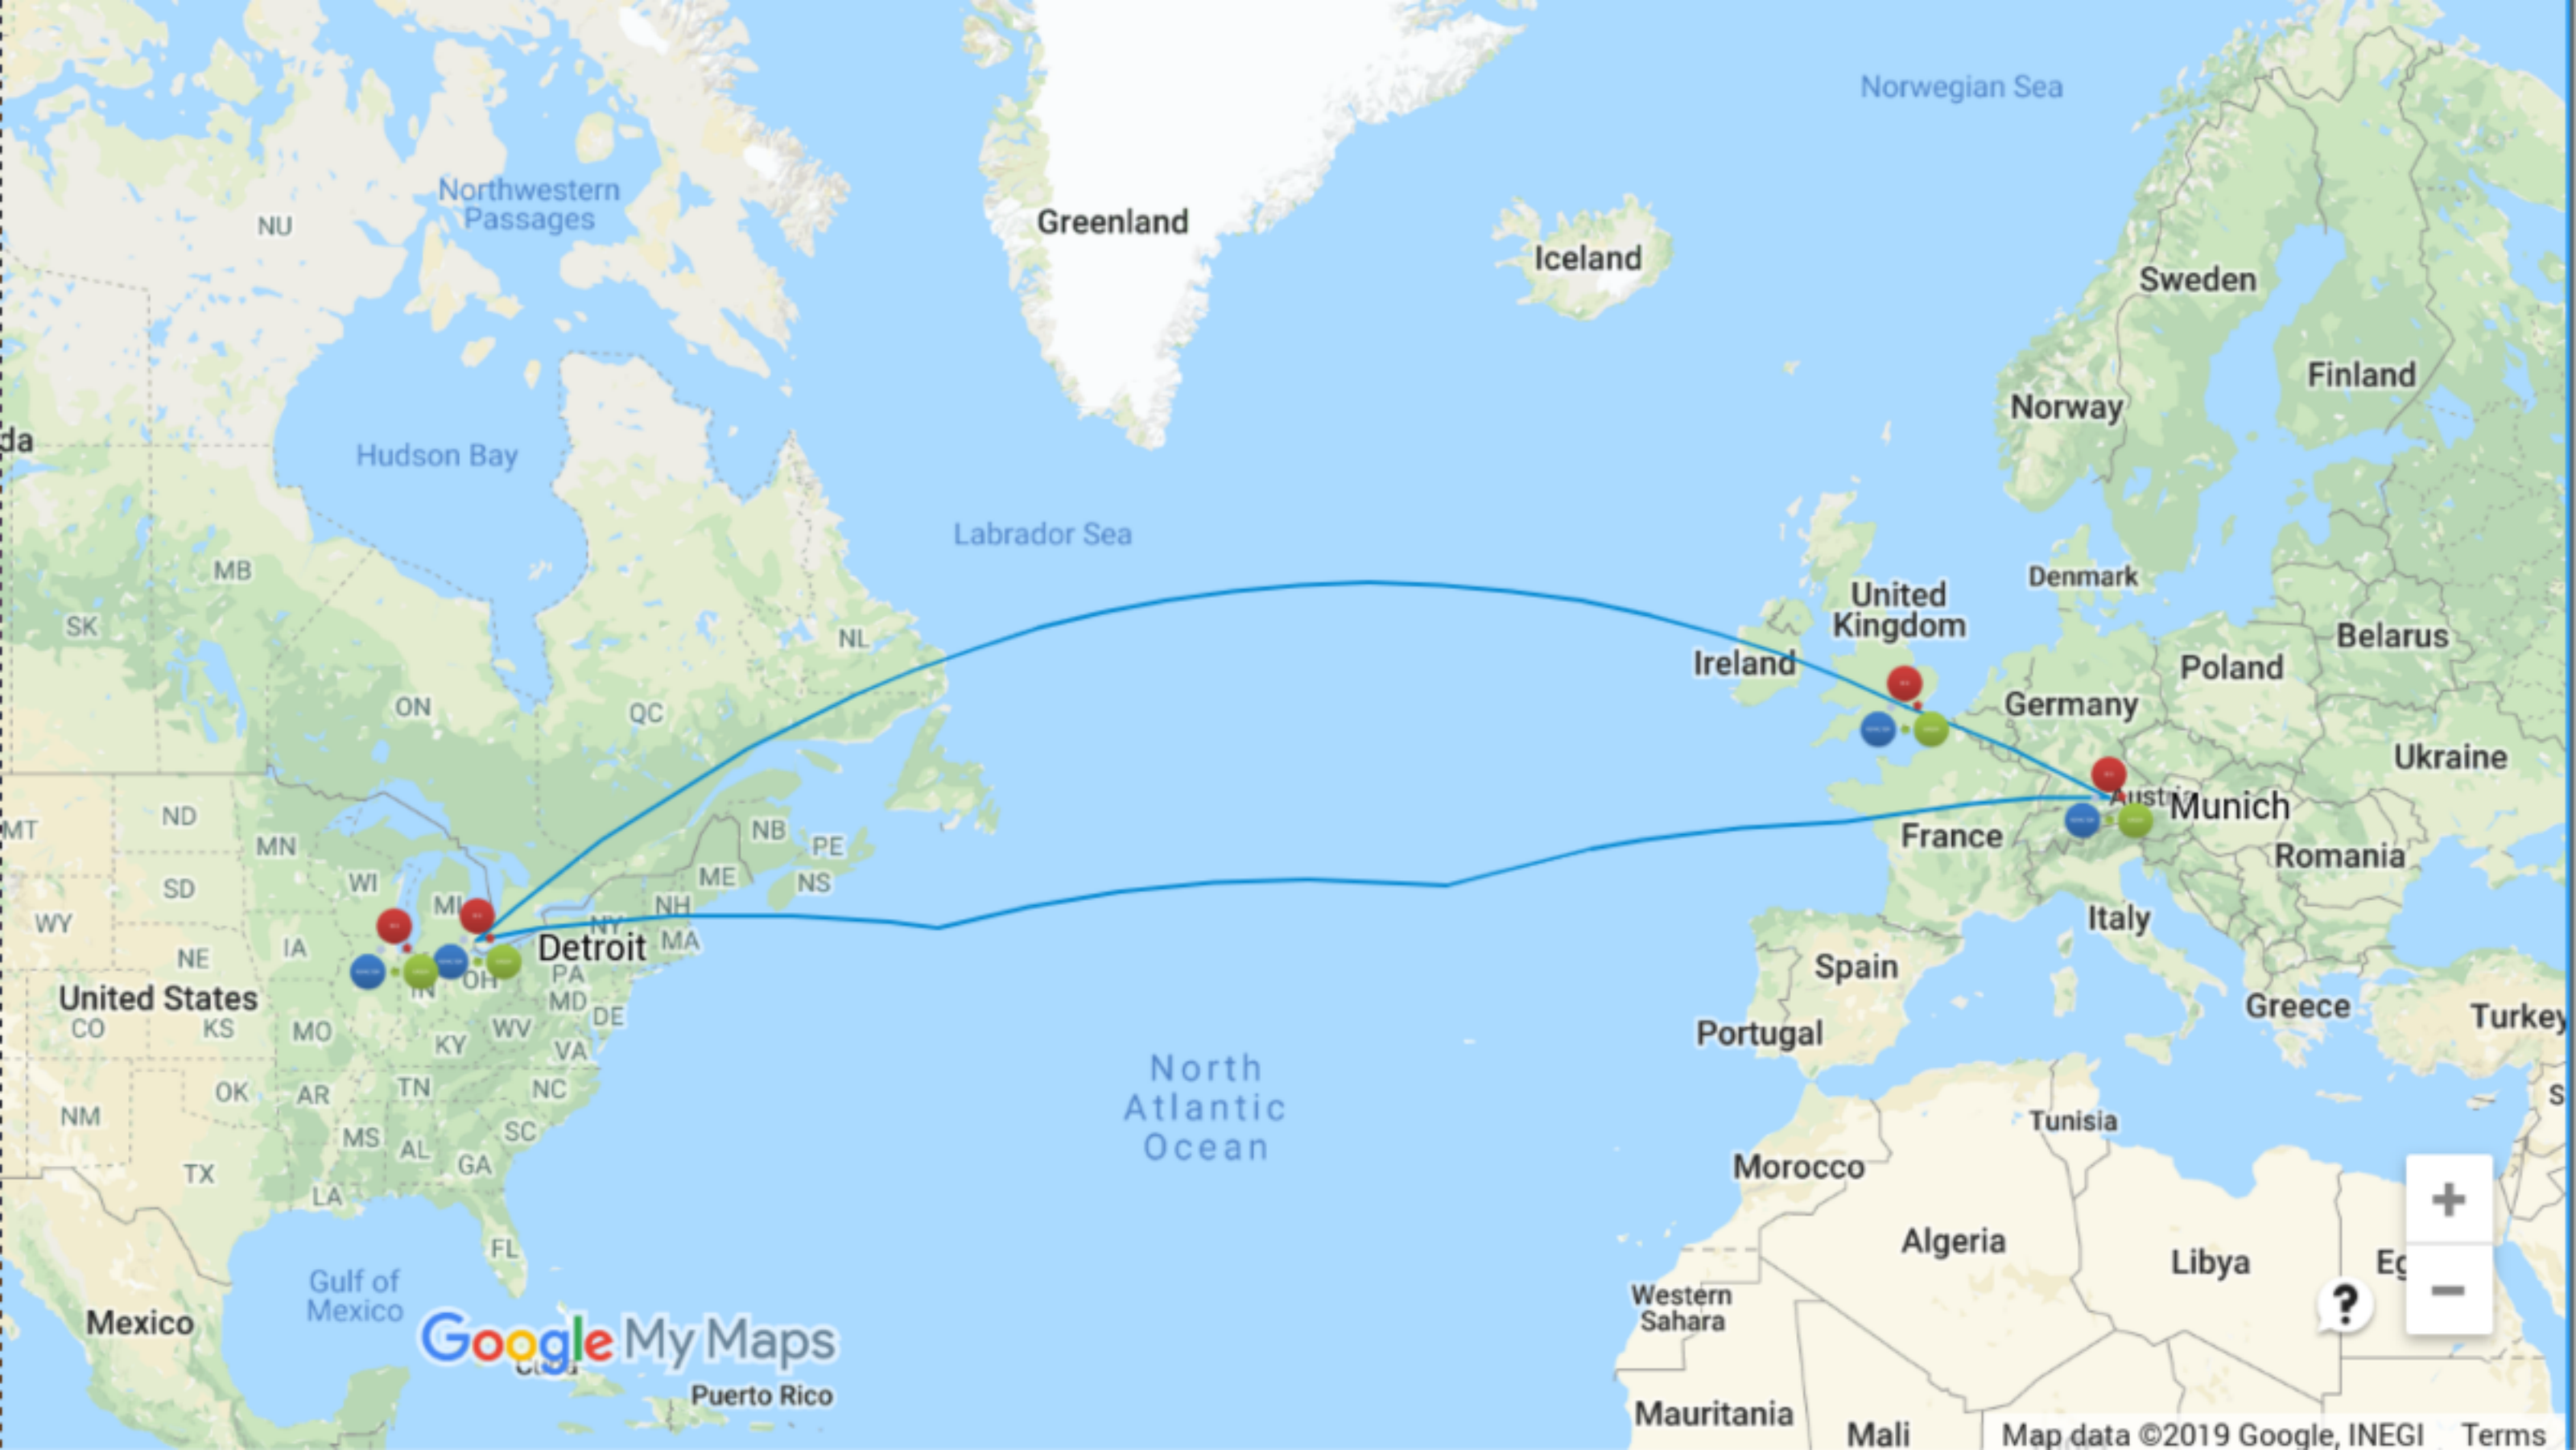 Norwegian Sea
Northwestern
Passages
NU
Greenland
Iceland
Sweden
Finland
Norway
da
Hudson Bay
Labrador Sea
MB
Denmark
United
Kingdom
SK
NL
Belarus
Ireland
Poland
ON
QC
Germany
Ukraine
Austria
Munich
MT
ND
MN
NB
PE
France
Romania
WI
ME
NS
SD
MI
NH
WY
NY
Detroit
MA
IA
Italy
NE
OH
PA
Spain
IN
United States
MD
CO
KS
MO
WV
DE
Greece
Turkey
Portugal
KY
VA
North
Atlantic
Ocean
OK
AR
TN
NC
NM
MS
AL
SC
S
Tunisia
TX
GA
Morocco
LA
+
FL
Algeria
Libya
Eg
Gulf of
Mexico
Western
Sahara
−
?
Mexico
Google My Maps
Cuba
Puerto Rico
Mauritania
Mali
Map data ©2019 Google, INEGI Terms